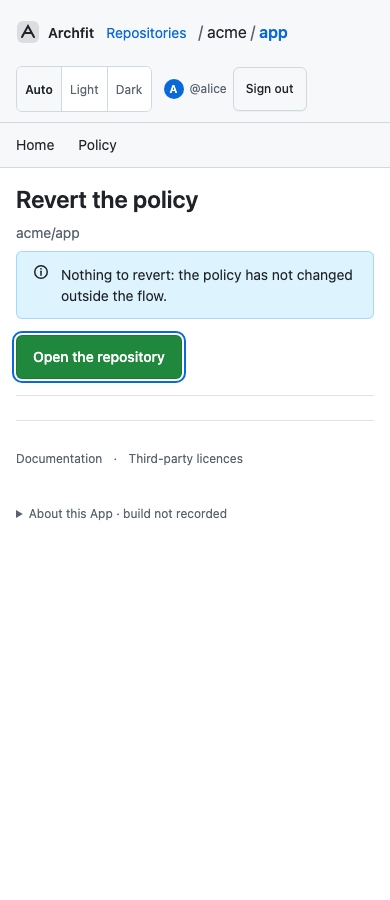 Archfit Repositories / acme / app
Auto Light Dark A @alice Sign out
Home Policy
Revert the policy
acme/app
Nothing to revert: the policy has not changed
outside the flow.
Open the repository
Documentation · Third-party licences
About this App · build not recorded